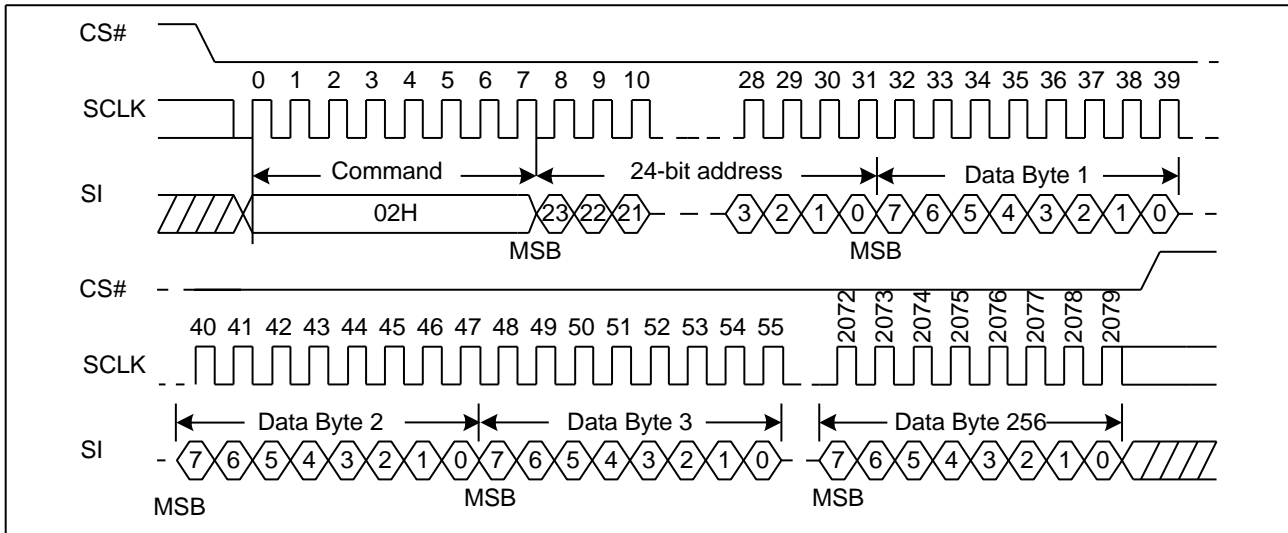 CS#
0 1 2 3 4 5 6 7 8 9 10 28 29 30 31 32 33 34 35 36 37 38 39
SCLK
Command 24-bit address Data Byte 1
SI
02H 23 22 21 3 2 1 0 7 6 5 4 3 2 1 0
MSB MSB
CS#
40 41 42 43 44 45 46 47 48 49 50 51 52 53 54 55 2072 2073 2074 2075 2076 2077 2078 2079
SCLK
Data Byte 2 Data Byte 3 Data Byte 256
SI
7 6 5 4 3 2 1 0 7 6 5 4 3 2 1 0 7 6 5 4 3 2 1 0
MSB MSB MSB